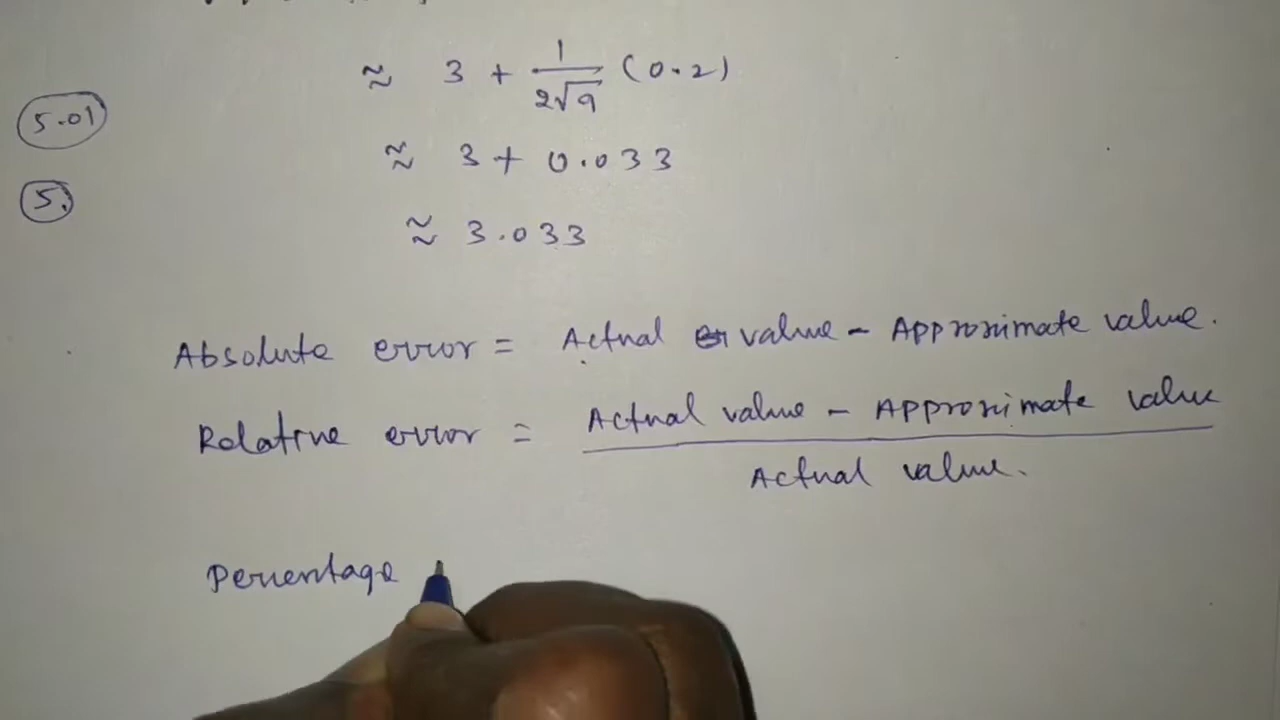 ≈ 3 + 1/(2√9) (0.2)
5.01
≈ 3 + 0.033
5.
≈ 3.033
Absolute error = Actual value - Approximate value.
Relative error = Actual value - Approximate value
Actual value.
Percentage